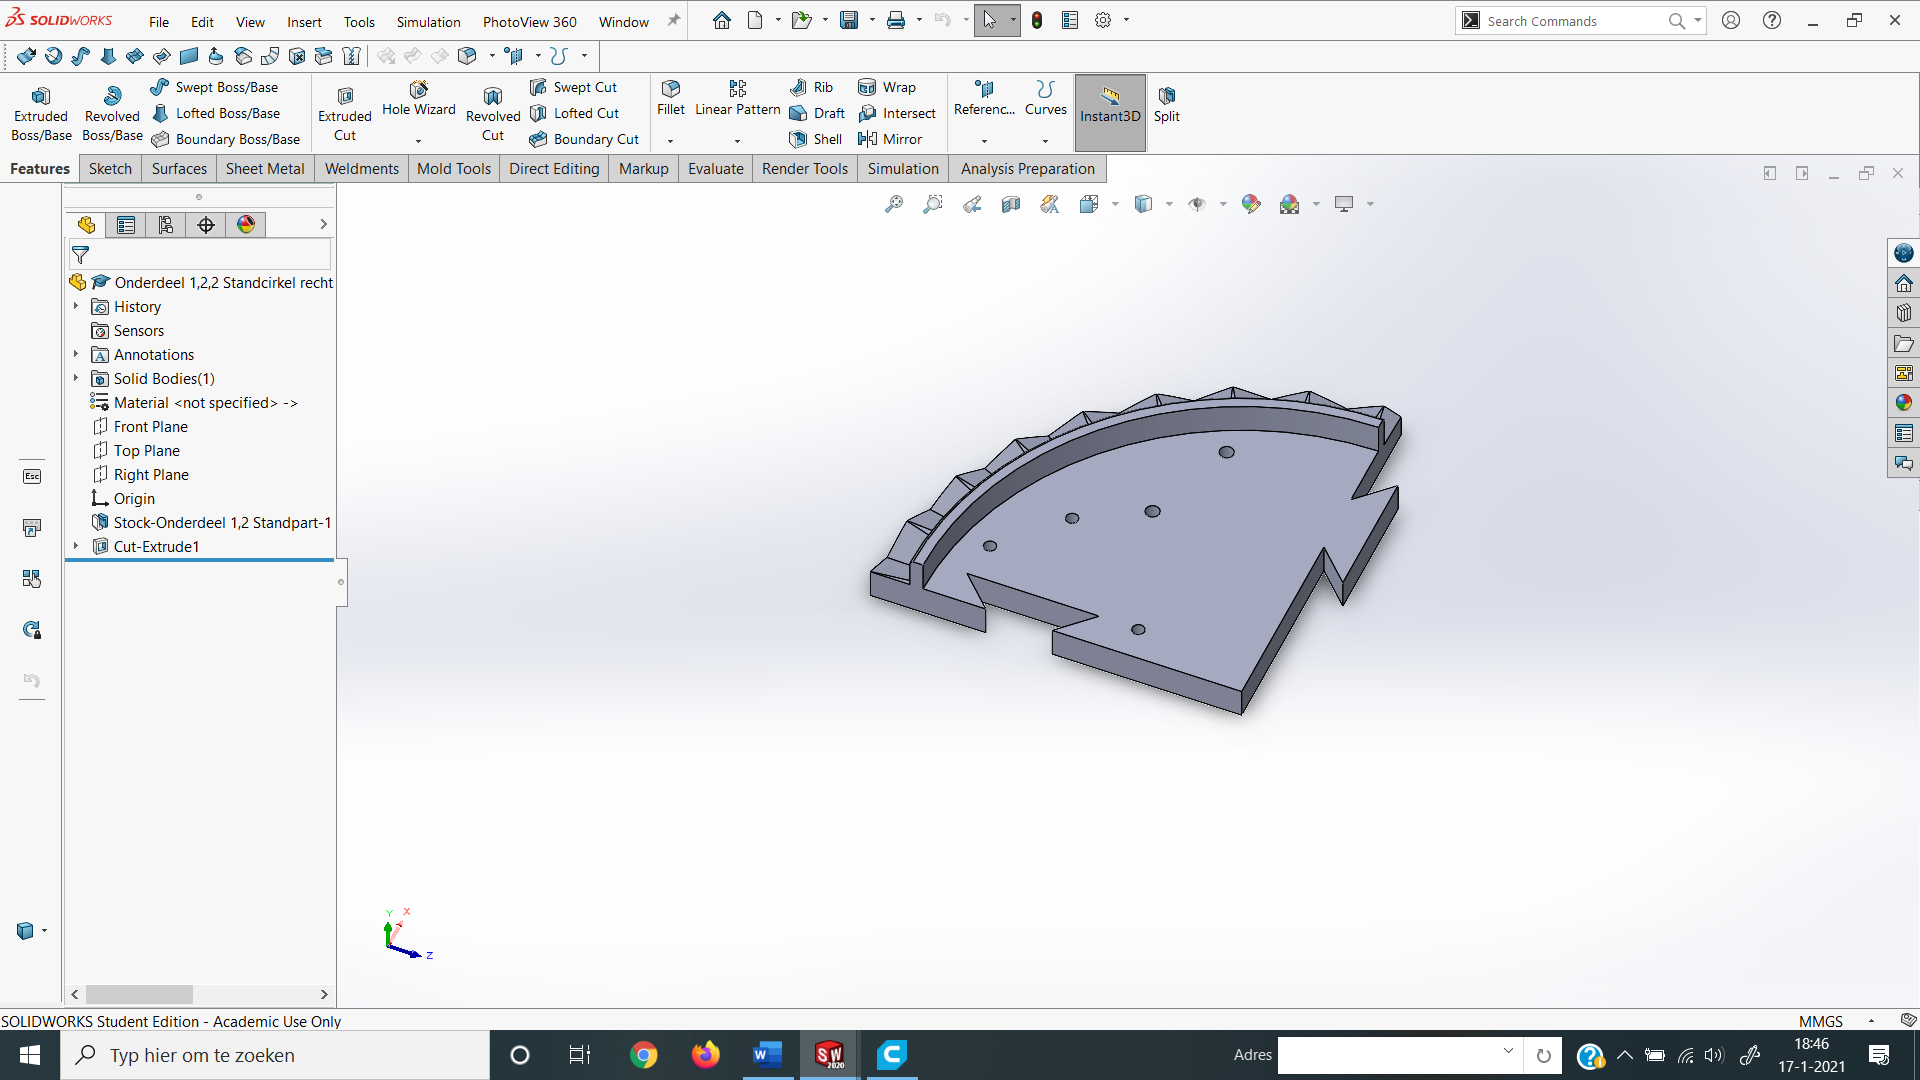 SOLIDWORKS File Edit View Insert Tools Simulation PhotoView 360 Window Search Commands
Extruded Boss/Base
Revolved Boss/Base
Swept Boss/Base
Lofted Boss/Base
Boundary Boss/Base
Extruded Cut
Hole Wizard
Revolved Cut
Swept Cut
Lofted Cut
Boundary Cut
Fillet
Linear Pattern
Rib
Draft
Shell
Wrap
Intersect
Mirror
Referenc...
Curves
Instant3D
Split
Features Sketch Surfaces Sheet Metal Weldments Mold Tools Direct Editing Markup Evaluate Render Tools Simulation Analysis Preparation
Onderdeel 1,2,2 Standcirkel recht
History
Sensors
Annotations
Solid Bodies(1)
Material <not specified> ->
Front Plane
Top Plane
Right Plane
Origin
Stock-Onderdeel 1,2 Standpart-1
Cut-Extrude1
Esc
Y X
Z
SOLIDWORKS Student Edition - Academic Use Only MMGS
Typ hier om te zoeken
W
SW
2020
Adres
18:46
17-1-2021